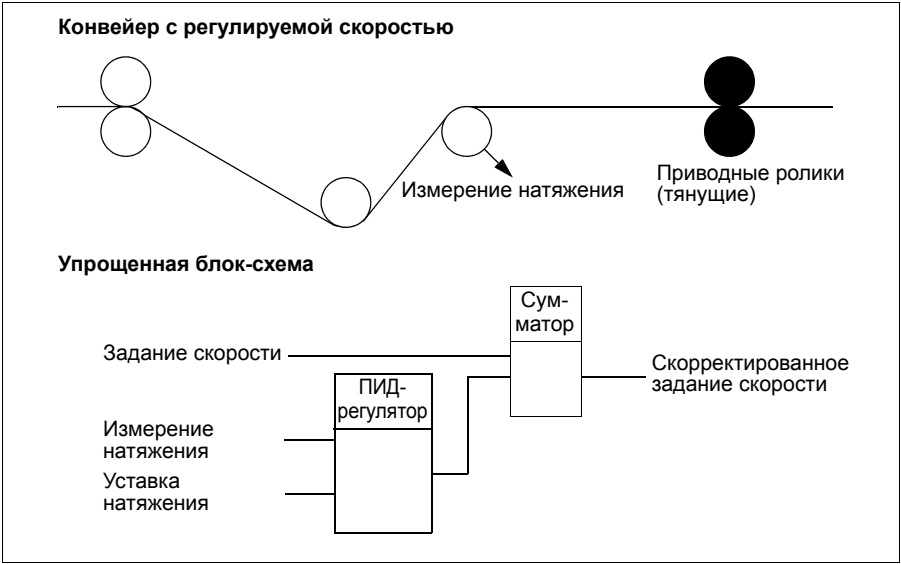 Конвейер с регулируемой скоростью
Измерение натяжения
Приводные ролики
(тянущие)
Упрощенная блок-схема
Сум-
матор
Задание скорости
Скорректированное
задание скорости
ПИД-
регулятор
Измерение
натяжения
Уставка
натяжения